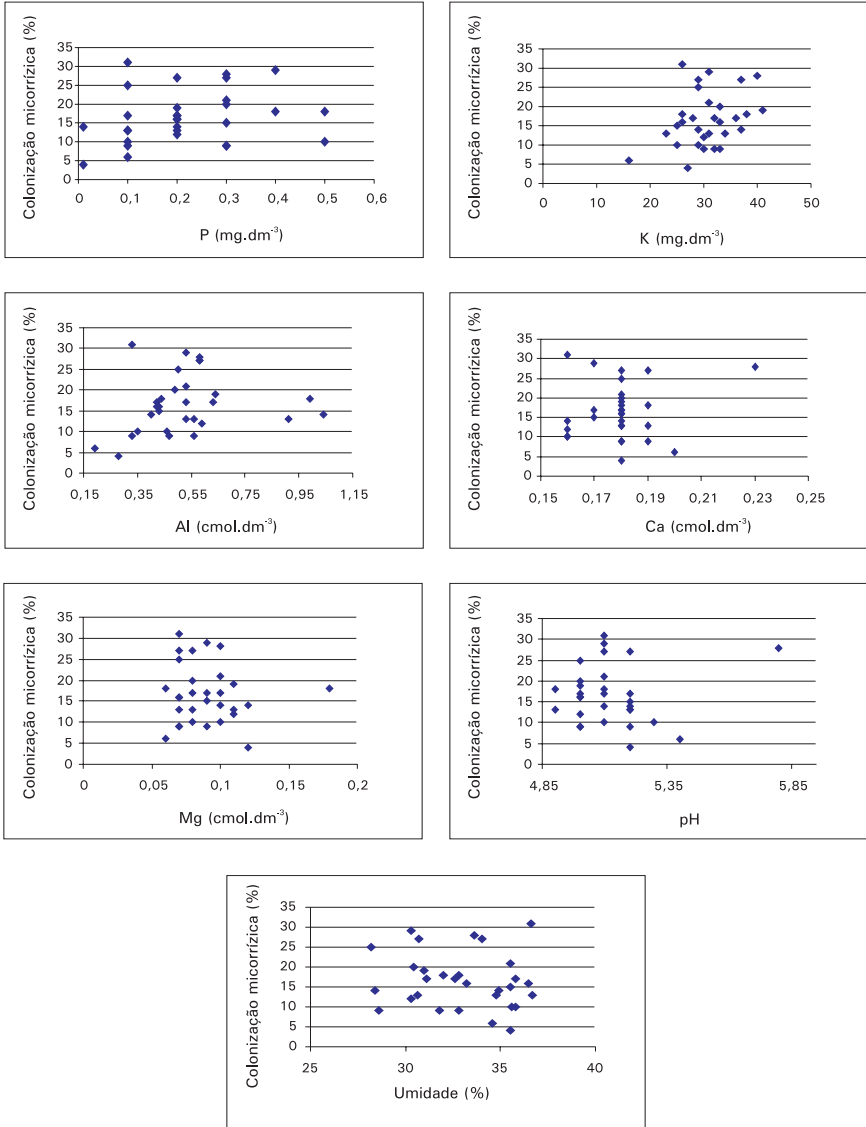 Colonização micorrízica (%)
35
30
25
20
15
10
5
0
0 0,1 0,2 0,3 0,4 0,5 0,6
P (mg.dm-3)
Colonização micorrízica (%)
35
30
25
20
15
10
5
0
0 10 20 30 40 50
K (mg.dm-3)
Colonização micorrízica (%)
35
30
25
20
15
10
5
0
0,15 0,35 0,55 0,75 0,95 1,15
Al (cmol.dm-3)
Colonização micorrízica (%)
35
30
25
20
15
10
5
0
0,15 0,17 0,19 0,21 0,23 0,25
Ca (cmol.dm-3)
Colonização micorrízica (%)
35
30
25
20
15
10
5
0
0 0,05 0,1 0,15 0,2
Mg (cmol.dm-3)
Colonização micorrízica (%)
35
30
25
20
15
10
5
0
4,85 5,35 5,85
pH
Colonização micorrízica (%)
35
30
25
20
15
10
5
0
25 30 35 40
Umidade (%)